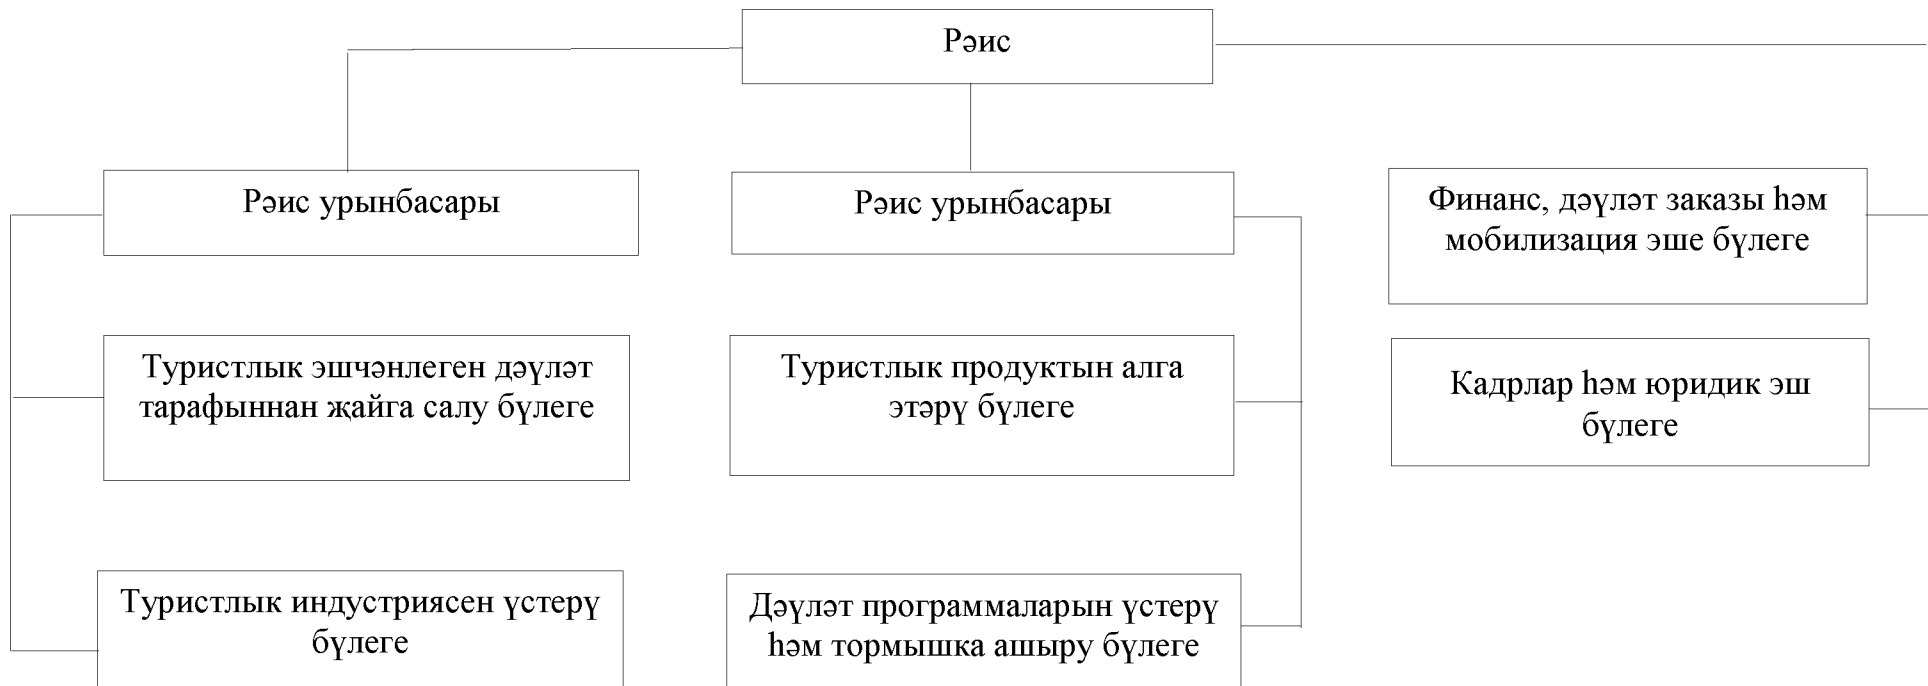 Рәис
Рәис урынбасары
Рәис урынбасары
Финанс, дәүләт заказы һәм
мобилизация эше бүлеге
Туристлык эшчәнлеген дәүләт
тарафыннан җайга салу бүлеге
Туристлык продуктын алга
этәрү бүлеге
Кадрлар һәм юридик эш
бүлеге
Туристлык индустриясен үстерү
бүлеге
Дәүләт программаларын үстерү
һәм тормышка ашыру бүлеге